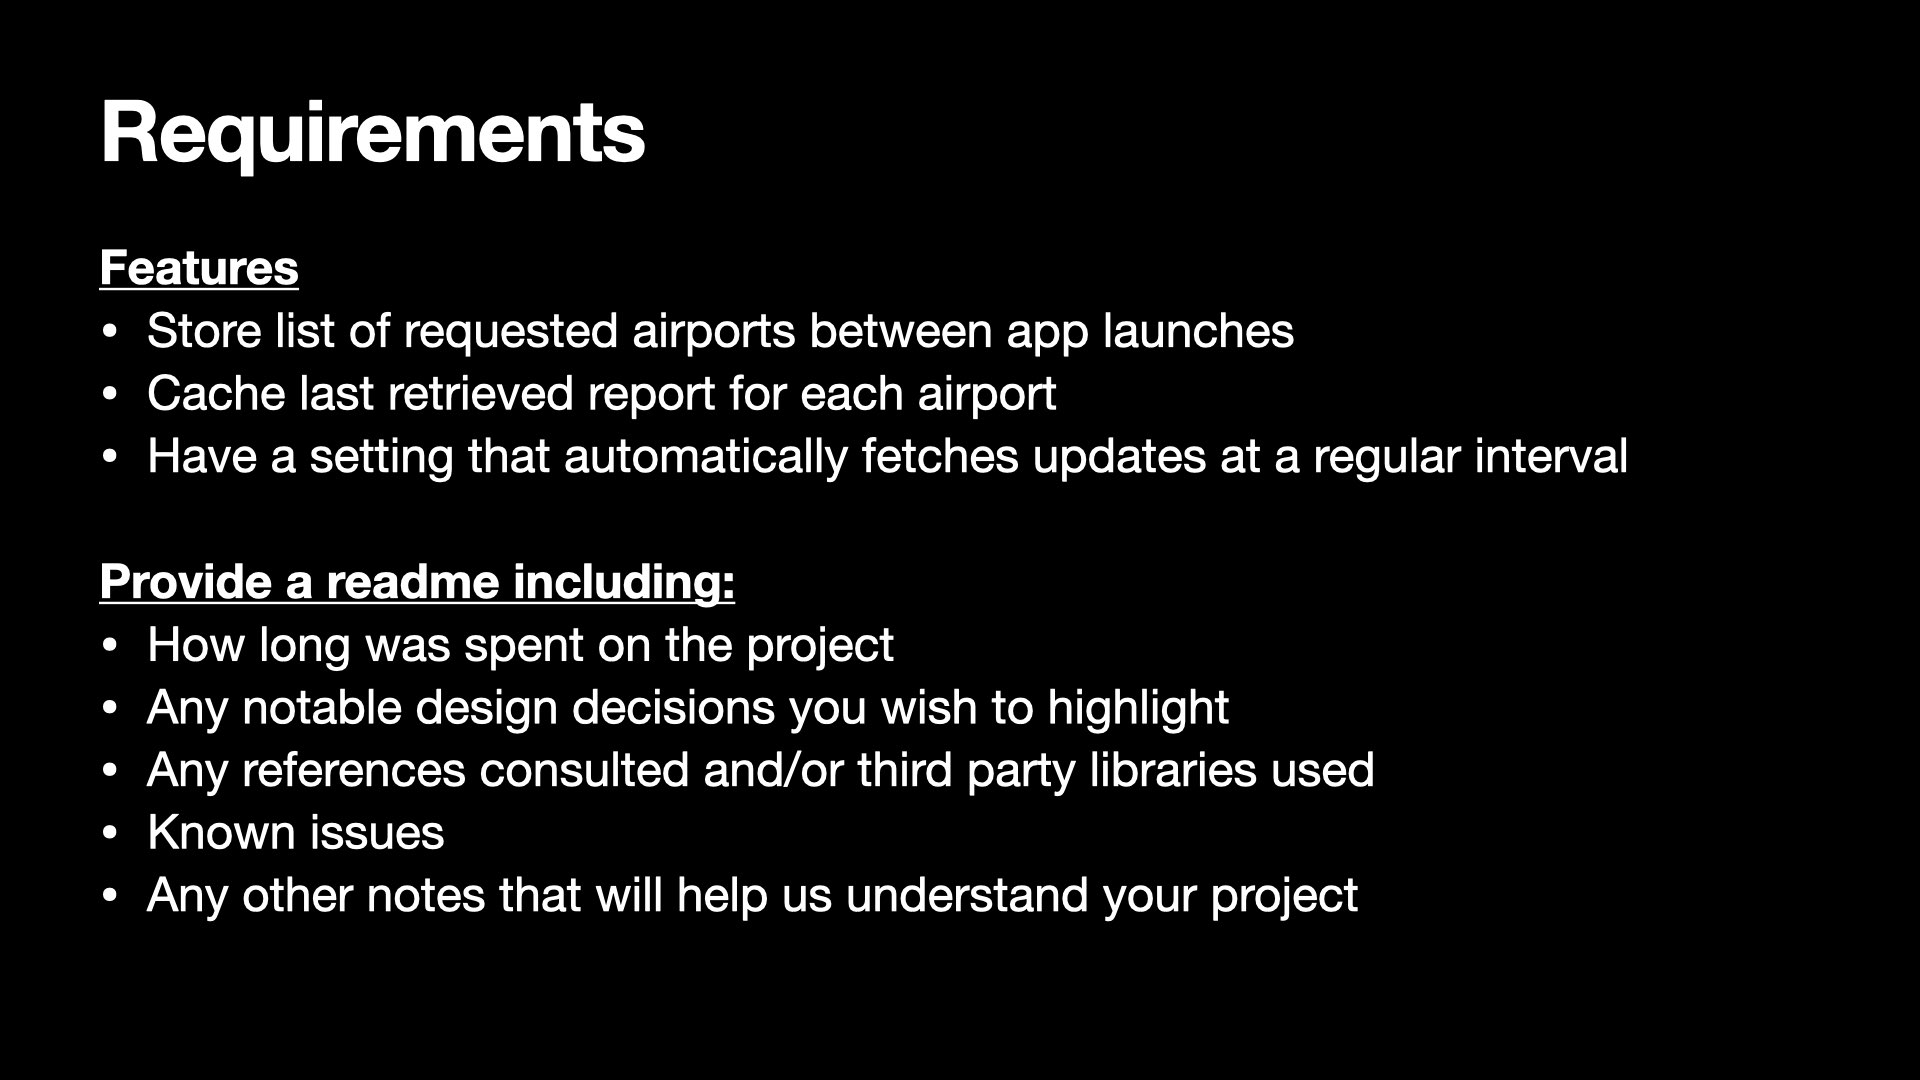 Requirements
Features
• Store list of requested airports between app launches
• Cache last retrieved report for each airport
• Have a setting that automatically fetches updates at a regular interval
Provide a readme including:
• How long was spent on the project
• Any notable design decisions you wish to highlight
• Any references consulted and/or third party libraries used
• Known issues
• Any other notes that will help us understand your project